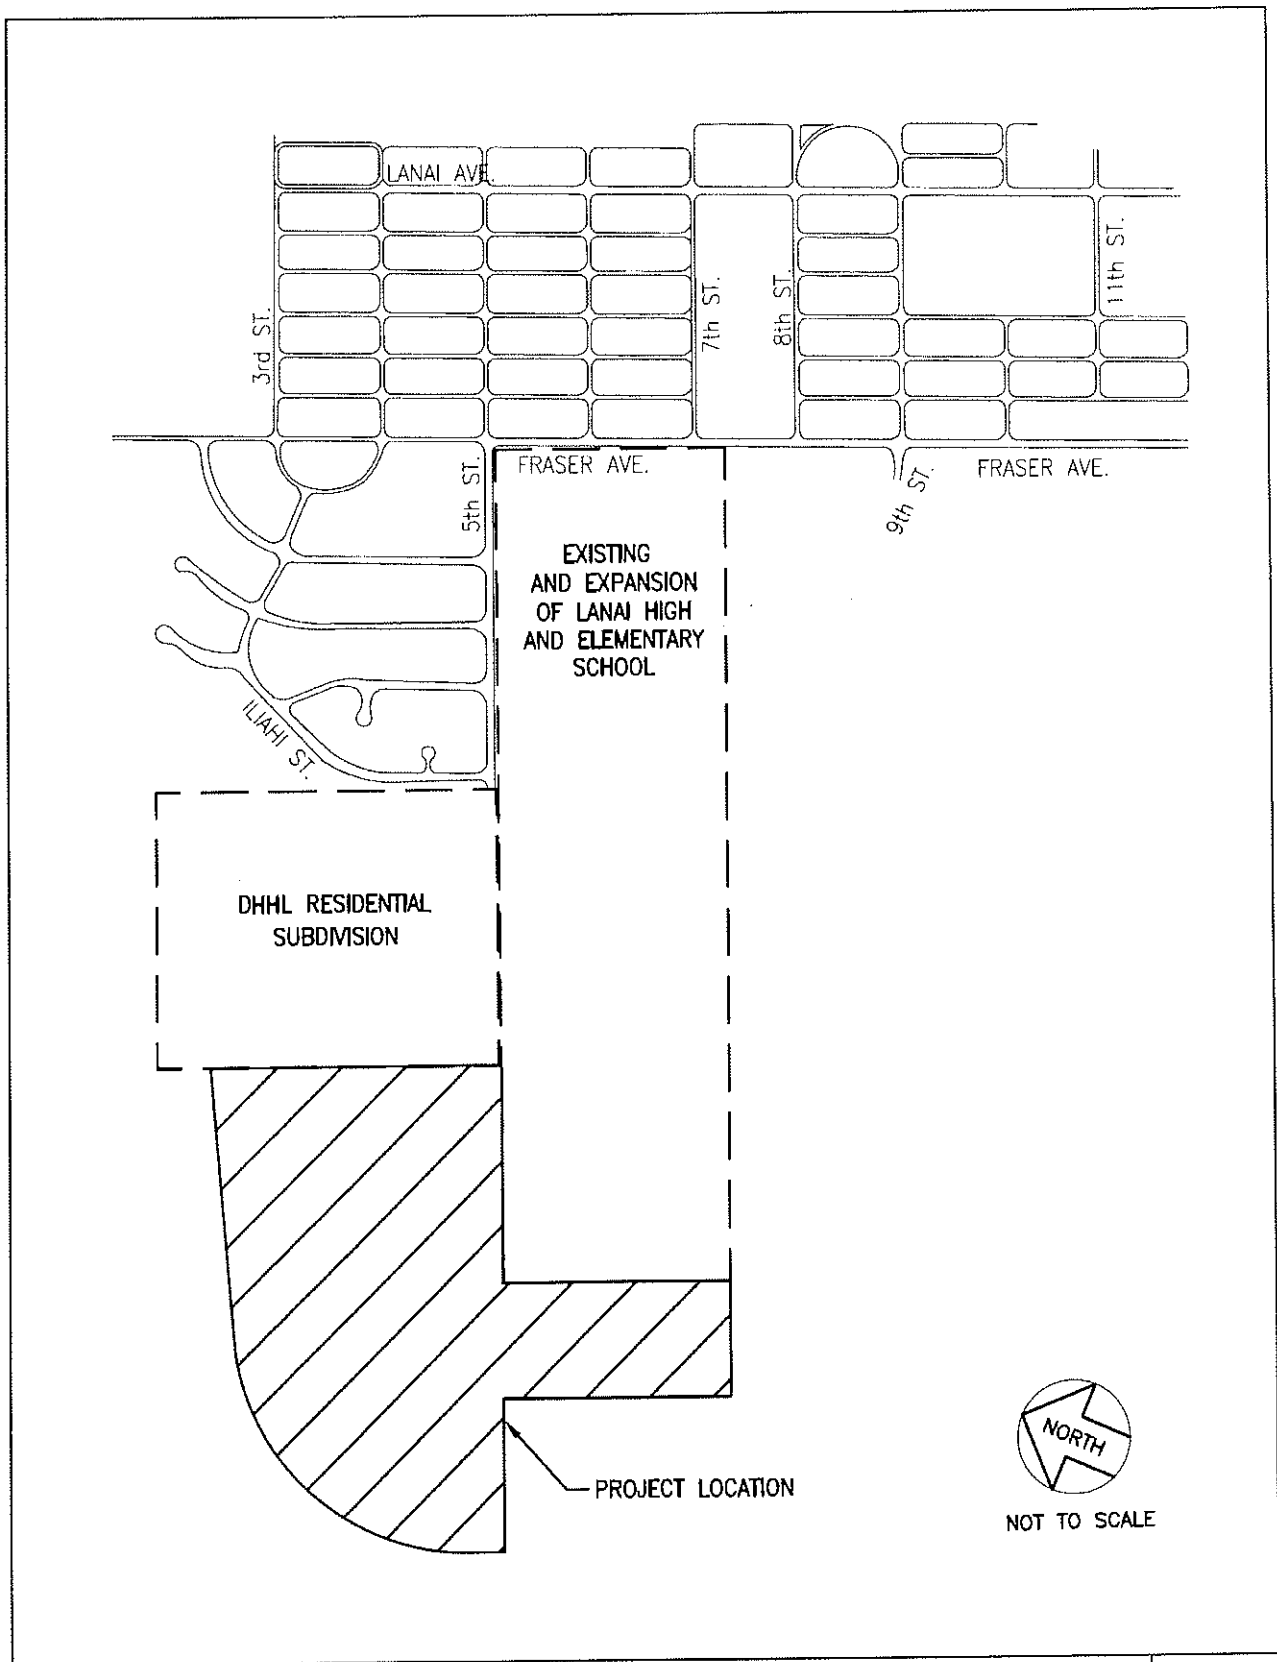 LANAI AVE.
3rd ST.
7th ST.
8th ST.
11th ST.
5th ST.
FRASER AVE.
9th ST.
FRASER AVE.
EXISTING
AND EXPANSION
OF LANAI HIGH
AND ELEMENTARY
SCHOOL
ILIAHI ST.
DHHL RESIDENTIAL
SUBDIVISION
PROJECT LOCATION
NORTH
NOT TO SCALE